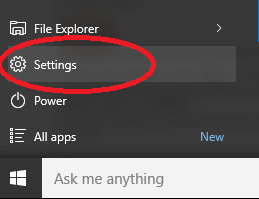 File Explorer
Settings
Power
All apps New
Ask me anything